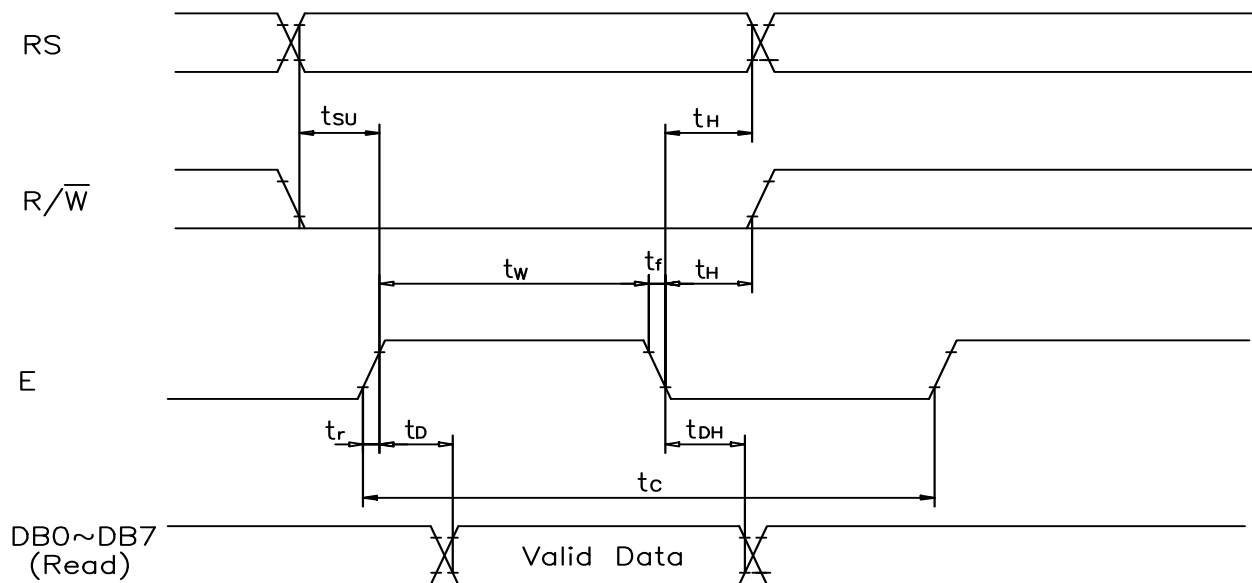 RS
tSU
tH
R/W̅
tW
tf
tH
E
tr
tD
tDH
tC
DB0~DB7
(Read)
Valid Data